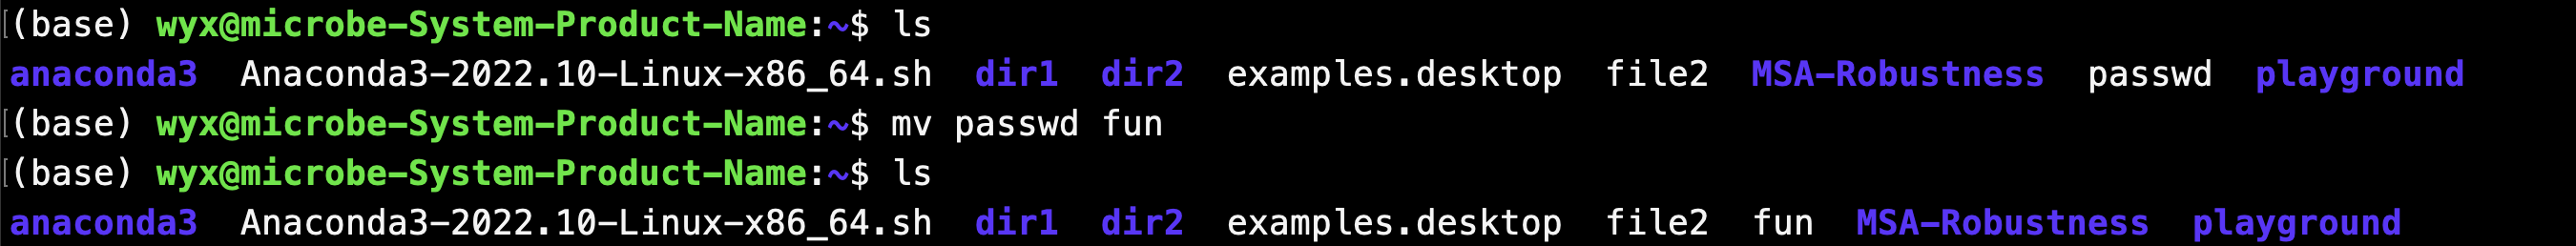 (base) wyx@microbe-System-Product-Name:~$ ls
anaconda3  Anaconda3-2022.10-Linux-x86_64.sh  dir1  dir2  examples.desktop  file2  MSA-Robustness  passwd  playground
(base) wyx@microbe-System-Product-Name:~$ mv passwd fun
(base) wyx@microbe-System-Product-Name:~$ ls
anaconda3  Anaconda3-2022.10-Linux-x86_64.sh  dir1  dir2  examples.desktop  file2  fun  MSA-Robustness  playground